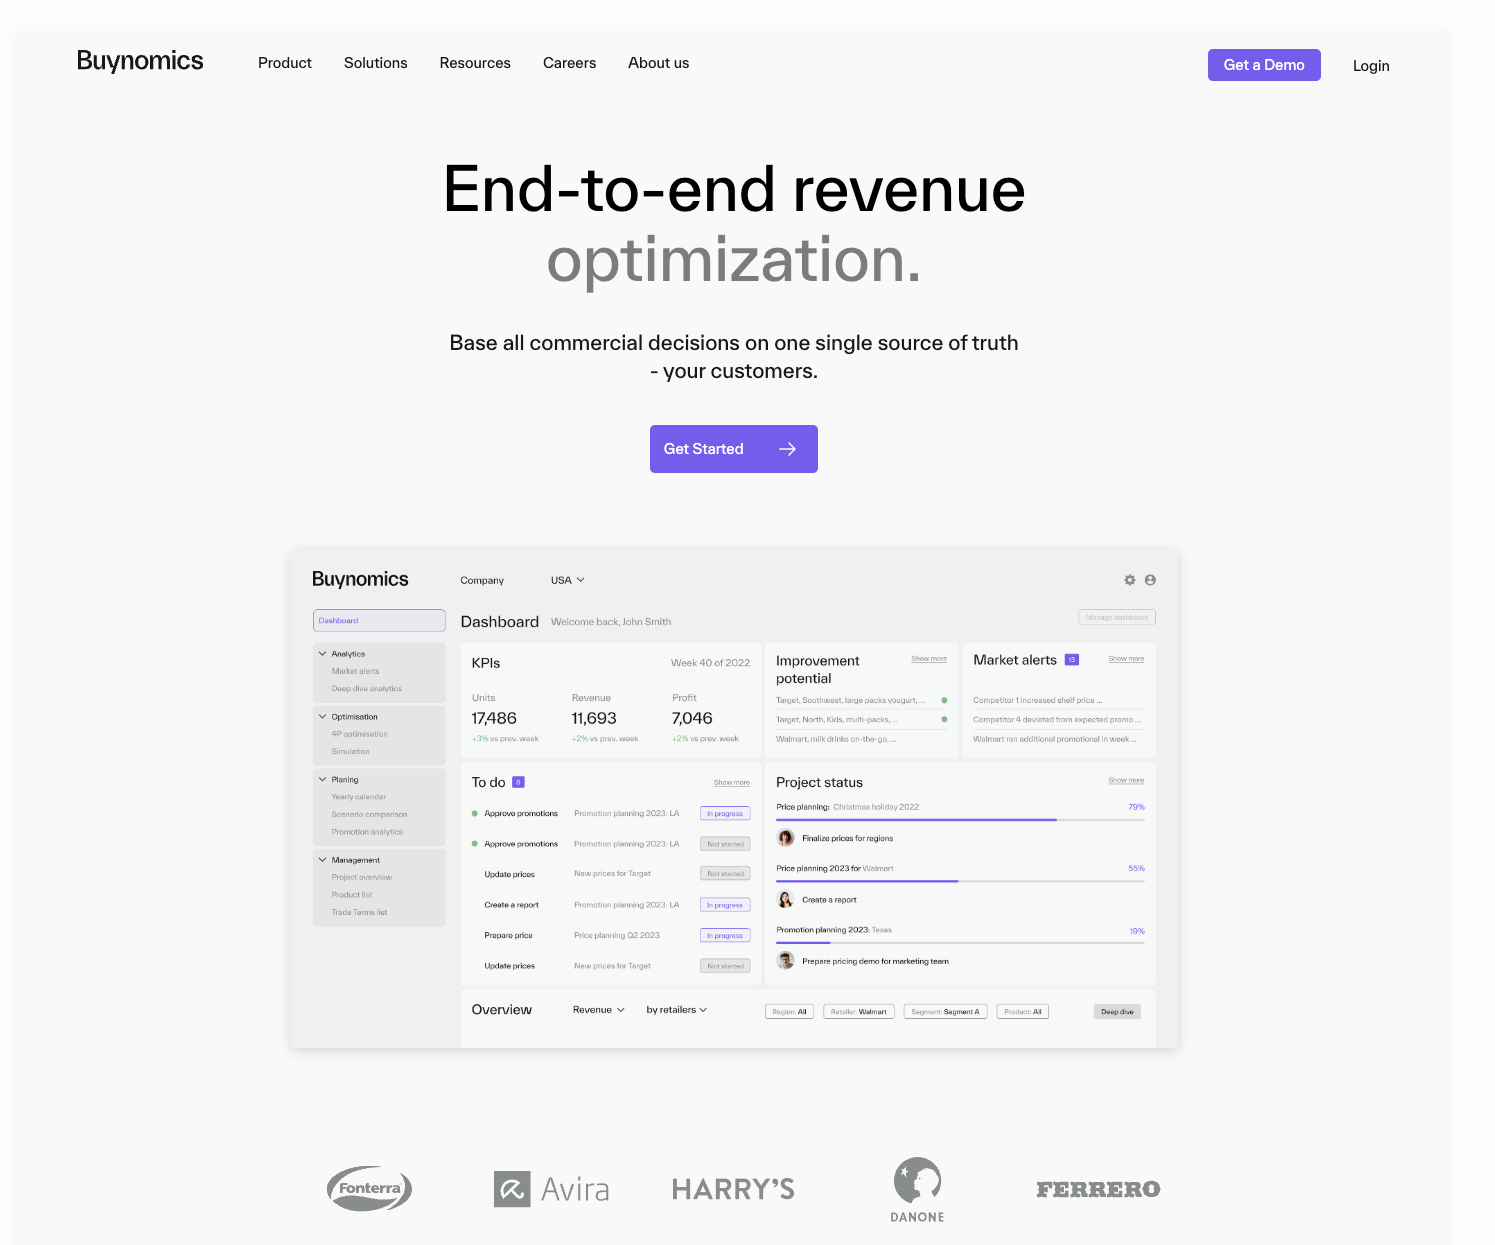 Buynomics
Product
Solutions
Resources
Careers
About us
Get a Demo
Login
End-to-end revenue
optimization.
Base all commercial decisions on one single source of truth
- your customers.
Get Started
Buynomics
Company
USA
Dashboard
Analytics
Market alerts
Deep dive analytics
Optimisation
4P optimisation
Simulation
Planing
Yearly calendar
Scenario comparison
Promotion analytics
Management
Project overview
Product list
Trade Terms list
Dashboard
Welcome back, John Smith
Manage dashboard
KPIs
Week 40 of 2022
Units
Revenue
Profit
17,486
11,693
7,046
+3% vs prev. week
+2% vs prev. week
+2% vs prev. week
Improvement
potential
Show more
Target, Southwest, large packs yougurt, ...
Target, North, Kids, multi-packs, ...
Walmart, milk drinks on-the-go, ...
Market alerts
13
Show more
Competitor 1 increased shelf price ...
Competitor 4 deviated from expected promo ...
Walmart ran additional promotional in week ...
To do
8
Show more
Approve promotions
Promotion planning 2023: LA
In progress
Approve promotions
Promotion planning 2023: LA
Not started
Update prices
New prices for Target
Not started
Create a report
Promotion planning 2023: LA
In progress
Prepare price
Price planning Q2 2023
In progress
Update prices
New prices for Target
Not started
Project status
Show more
Price planning: Christmas holiday 2022
79%
Finalize prices for regions
Price planning 2023 for Walmart
55%
Create a report
Promotion planning 2023: Texas
19%
Prepare pricing demo for marketing team
Overview
Revenue
by retailers
Region: All
Retailer: Walmart
Segment: Segment A
Product: All
Deep dive
Fonterra
Avira
HARRY'S
DANONE
FERRERO